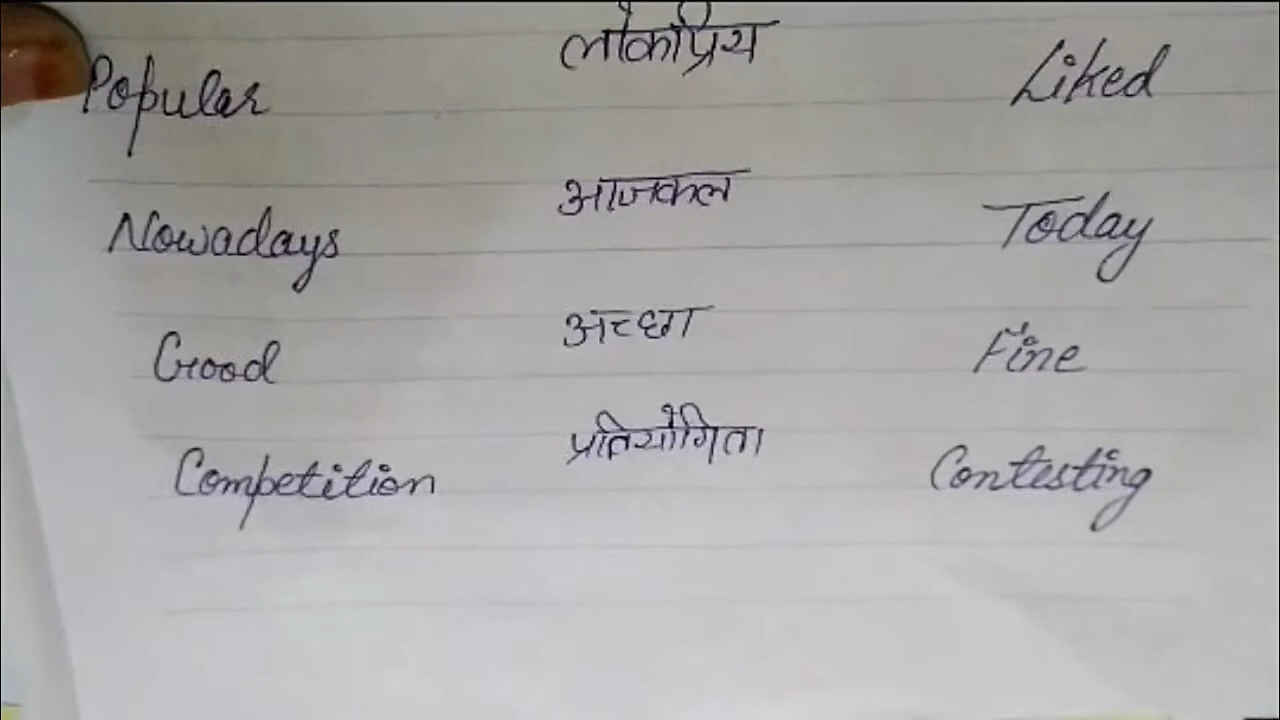 Popular लोकप्रिय Liked
Nowadays आजकल Today
Good अच्छा Fine
Competition प्रतियोगिता Contesting